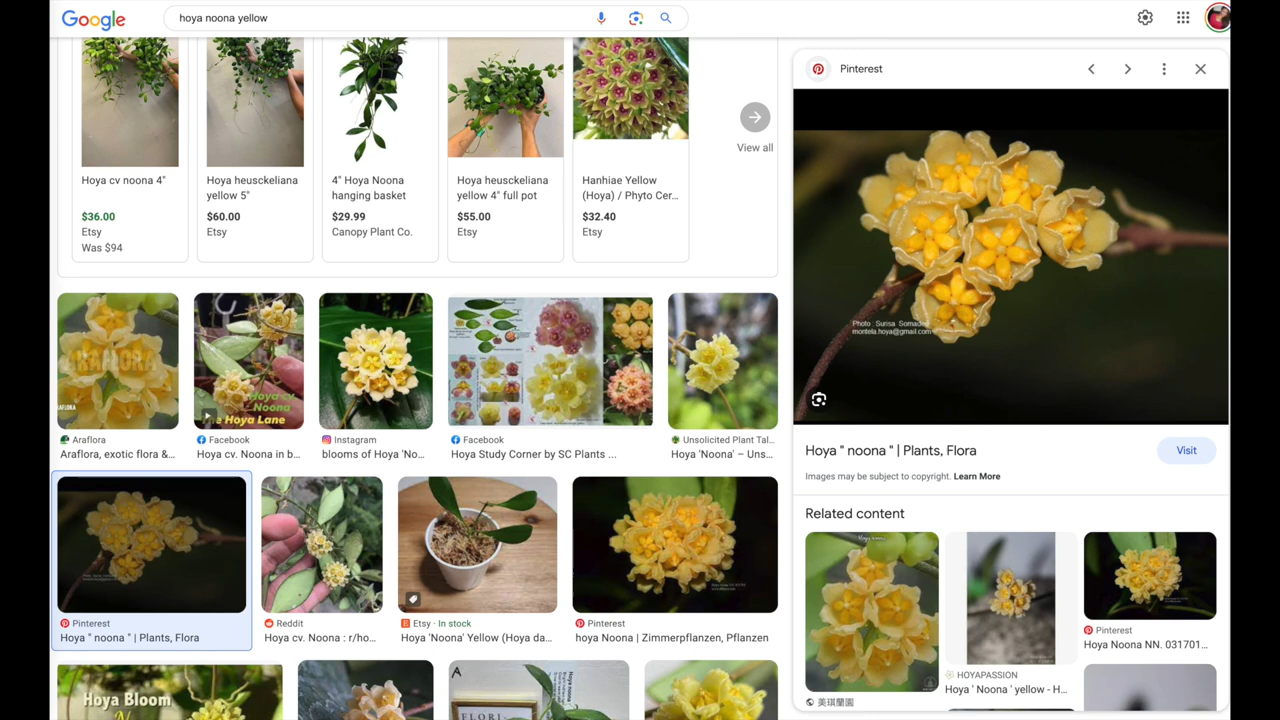 Google
hoya noona yellow
Hoya cv noona 4"
$36.00
Etsy
Was $94
Hoya heusckeliana
yellow 5"
$60.00
Etsy
4" Hoya Noona
hanging basket
$29.99
Canopy Plant Co.
Hoya heusckeliana
yellow 4" full pot
$55.00
Etsy
Hanhiae Yellow
(Hoya) / Phyto Cer...
$32.40
Etsy
View all
ARAFLORA
Araflora
Araflora, exotic flora &...
Hoya cv.
Noona
The Hoya Lane
Facebook
Hoya cv. Noona in b...
Instagram
blooms of Hoya 'No...
Facebook
Hoya Study Corner by SC Plants ...
Unsolicited Plant Tal...
Hoya 'Noona' – Uns...
Pinterest
Hoya " noona " | Plants, Flora
Reddit
Hoya cv. Noona : r/ho...
Etsy · In stock
Hoya 'Noona' Yellow (Hoya da...
Pinterest
hoya Noona | Zimmerpflanzen, Pflanzen
Hoya Bloom
A
Hoya noona
FLORI
Pinterest
Photo : Surisa Somadee
montela.hoya@gmail.com
Hoya " noona " | Plants, Flora
Visit
Images may be subject to copyright. Learn More
Related content
美琪蘭園
HOYAPASSION
Hoya ' Noona ' yellow - H...
Pinterest
Hoya Noona NN. 031701...